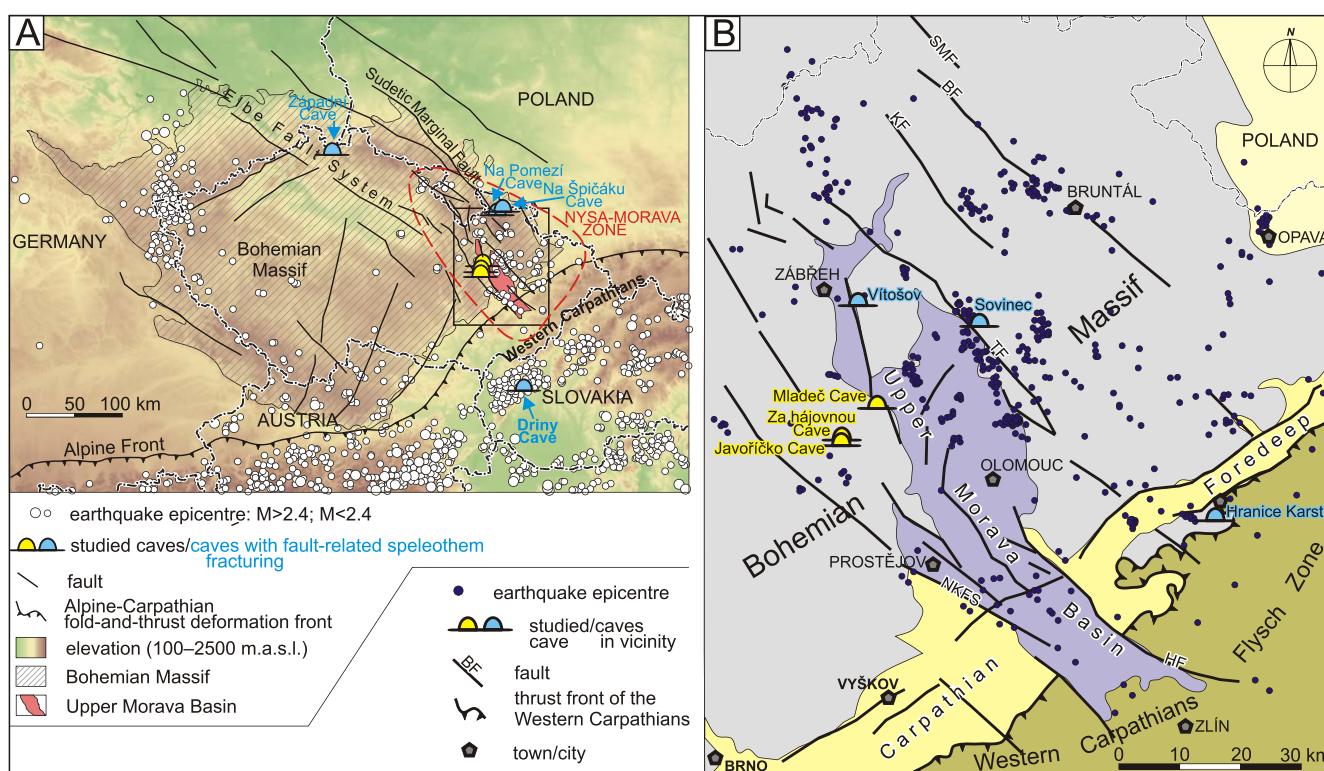 A
POLAND
Západní
Cave
Elbe Fault System
Sudetic Marginal Fault
Na Pomezí
Cave
Na Špičáku
Cave
NYSA-MORAVA
ZONE
GERMANY
Bohemian
Massif
Western Carpathians
0 50 100 km
AUSTRIA
SLOVAKIA
Driny
Cave
Alpine Front
earthquake epicentre: M>2.4; M<2.4
studied caves/caves with fault-related speleothem
fracturing
fault
Alpine-Carpathian
fold-and-thrust deformation front
elevation (100–2500 m.a.s.l.)
Bohemian Massif
Upper Morava Basin
earthquake epicentre
studied/caves
cave in vicinity
BF
fault
thrust front of the
Western Carpathians
town/city
B
N
SMF
BF
KF
POLAND
BRUNTÁL
OPAVA
ZÁBŘEH
Vítošov
Sovinec
Massif
TF
Mladeč Cave
Za hájovnou
Cave
Javoříčko Cave
Upper Morava Basin
OLOMOUC
Foredeep
Hranice Karst
Bohemian
PROSTĚJOV
NKFS
Flysch Zone
HF
VYŠKOV
Carpathian
Western Carpathians
ZLÍN
BRNO
0 10 20 30 km